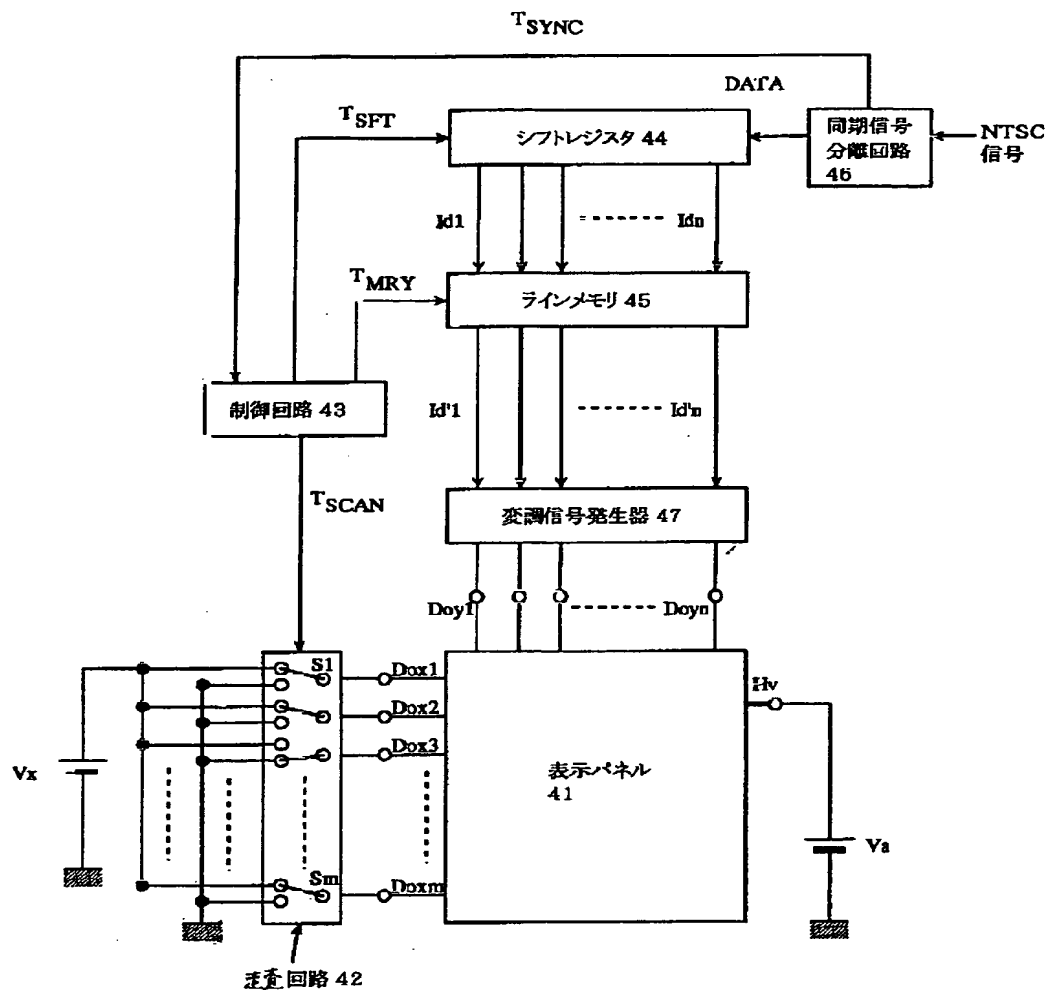 TSYNC
DATA
TSFT
シフトレジスタ 44
同期信号
分離回路
46
NTSC
信号
Id1
Idn
TMRY
ラインメモリ 45
制御回路 43
Id'1
Id'n
TSCAN
変調信号発生器 47
Doy1
Doyn
S1
Dox1
Hv
Dox2
Dox3
Vx
表示パネル
41
Va
Sm
Doxm
走査回路 42